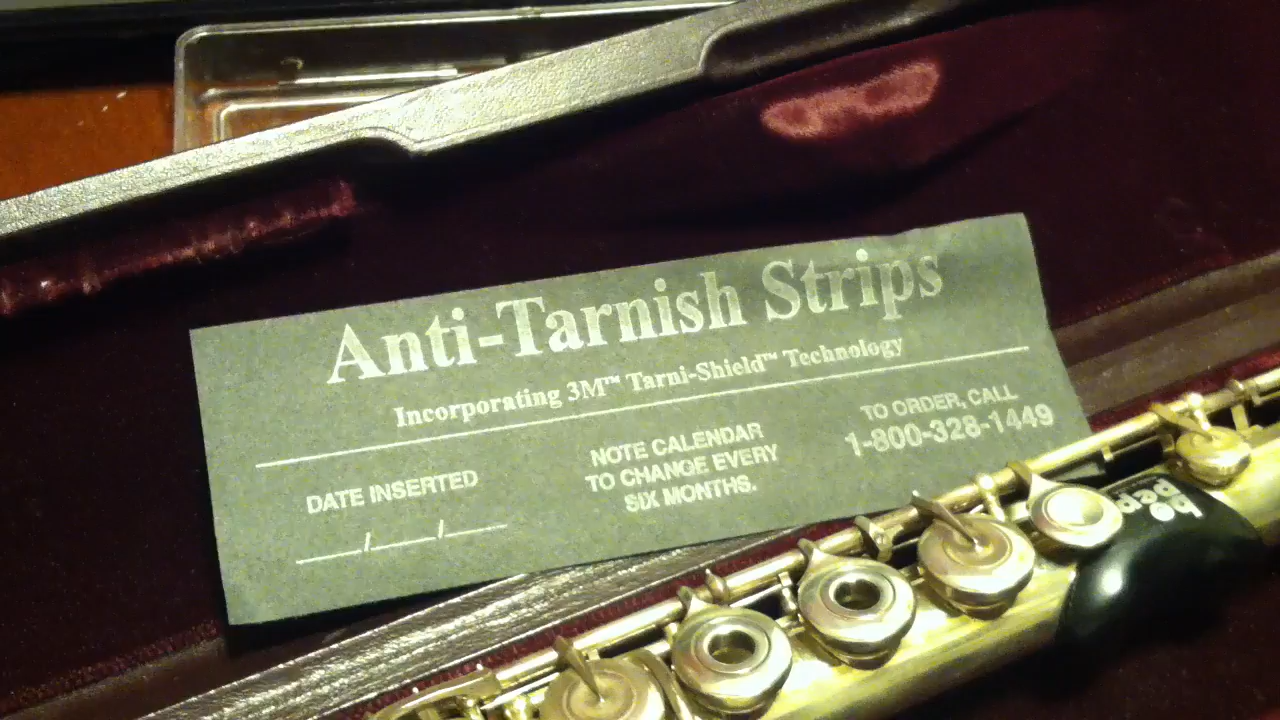 Anti-Tarnish Strips
Incorporating 3M™ Tarni-Shield™ Technology
DATE INSERTED
__/__/__
NOTE CALENDAR
TO CHANGE EVERY
SIX MONTHS.
TO ORDER, CALL
1-800-328-1449
bo
pep